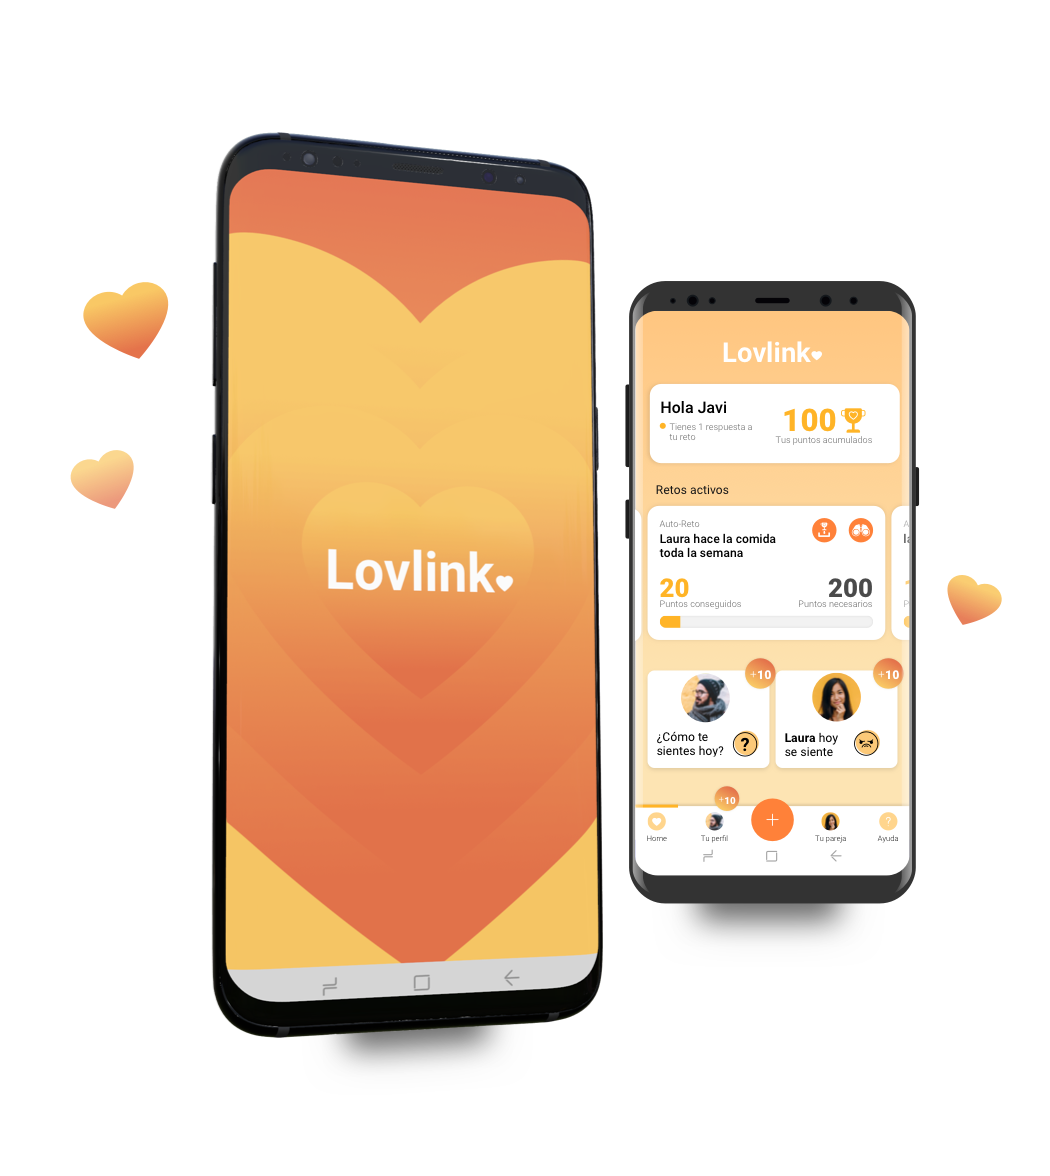 Lovlink
Lovlink
Hola Javi
100
Tienes 1 respuesta a
tu reto
Tus puntos acumulados
Retos activos
Auto-Reto
Laura hace la comida
toda la semana
20
200
Puntos conseguidos
Puntos necesarios
+10
+10
¿Cómo te
sientes hoy?
?
Laura hoy
se siente
+10
+
?
Home
Tu perfil
Tu pareja
Ayuda